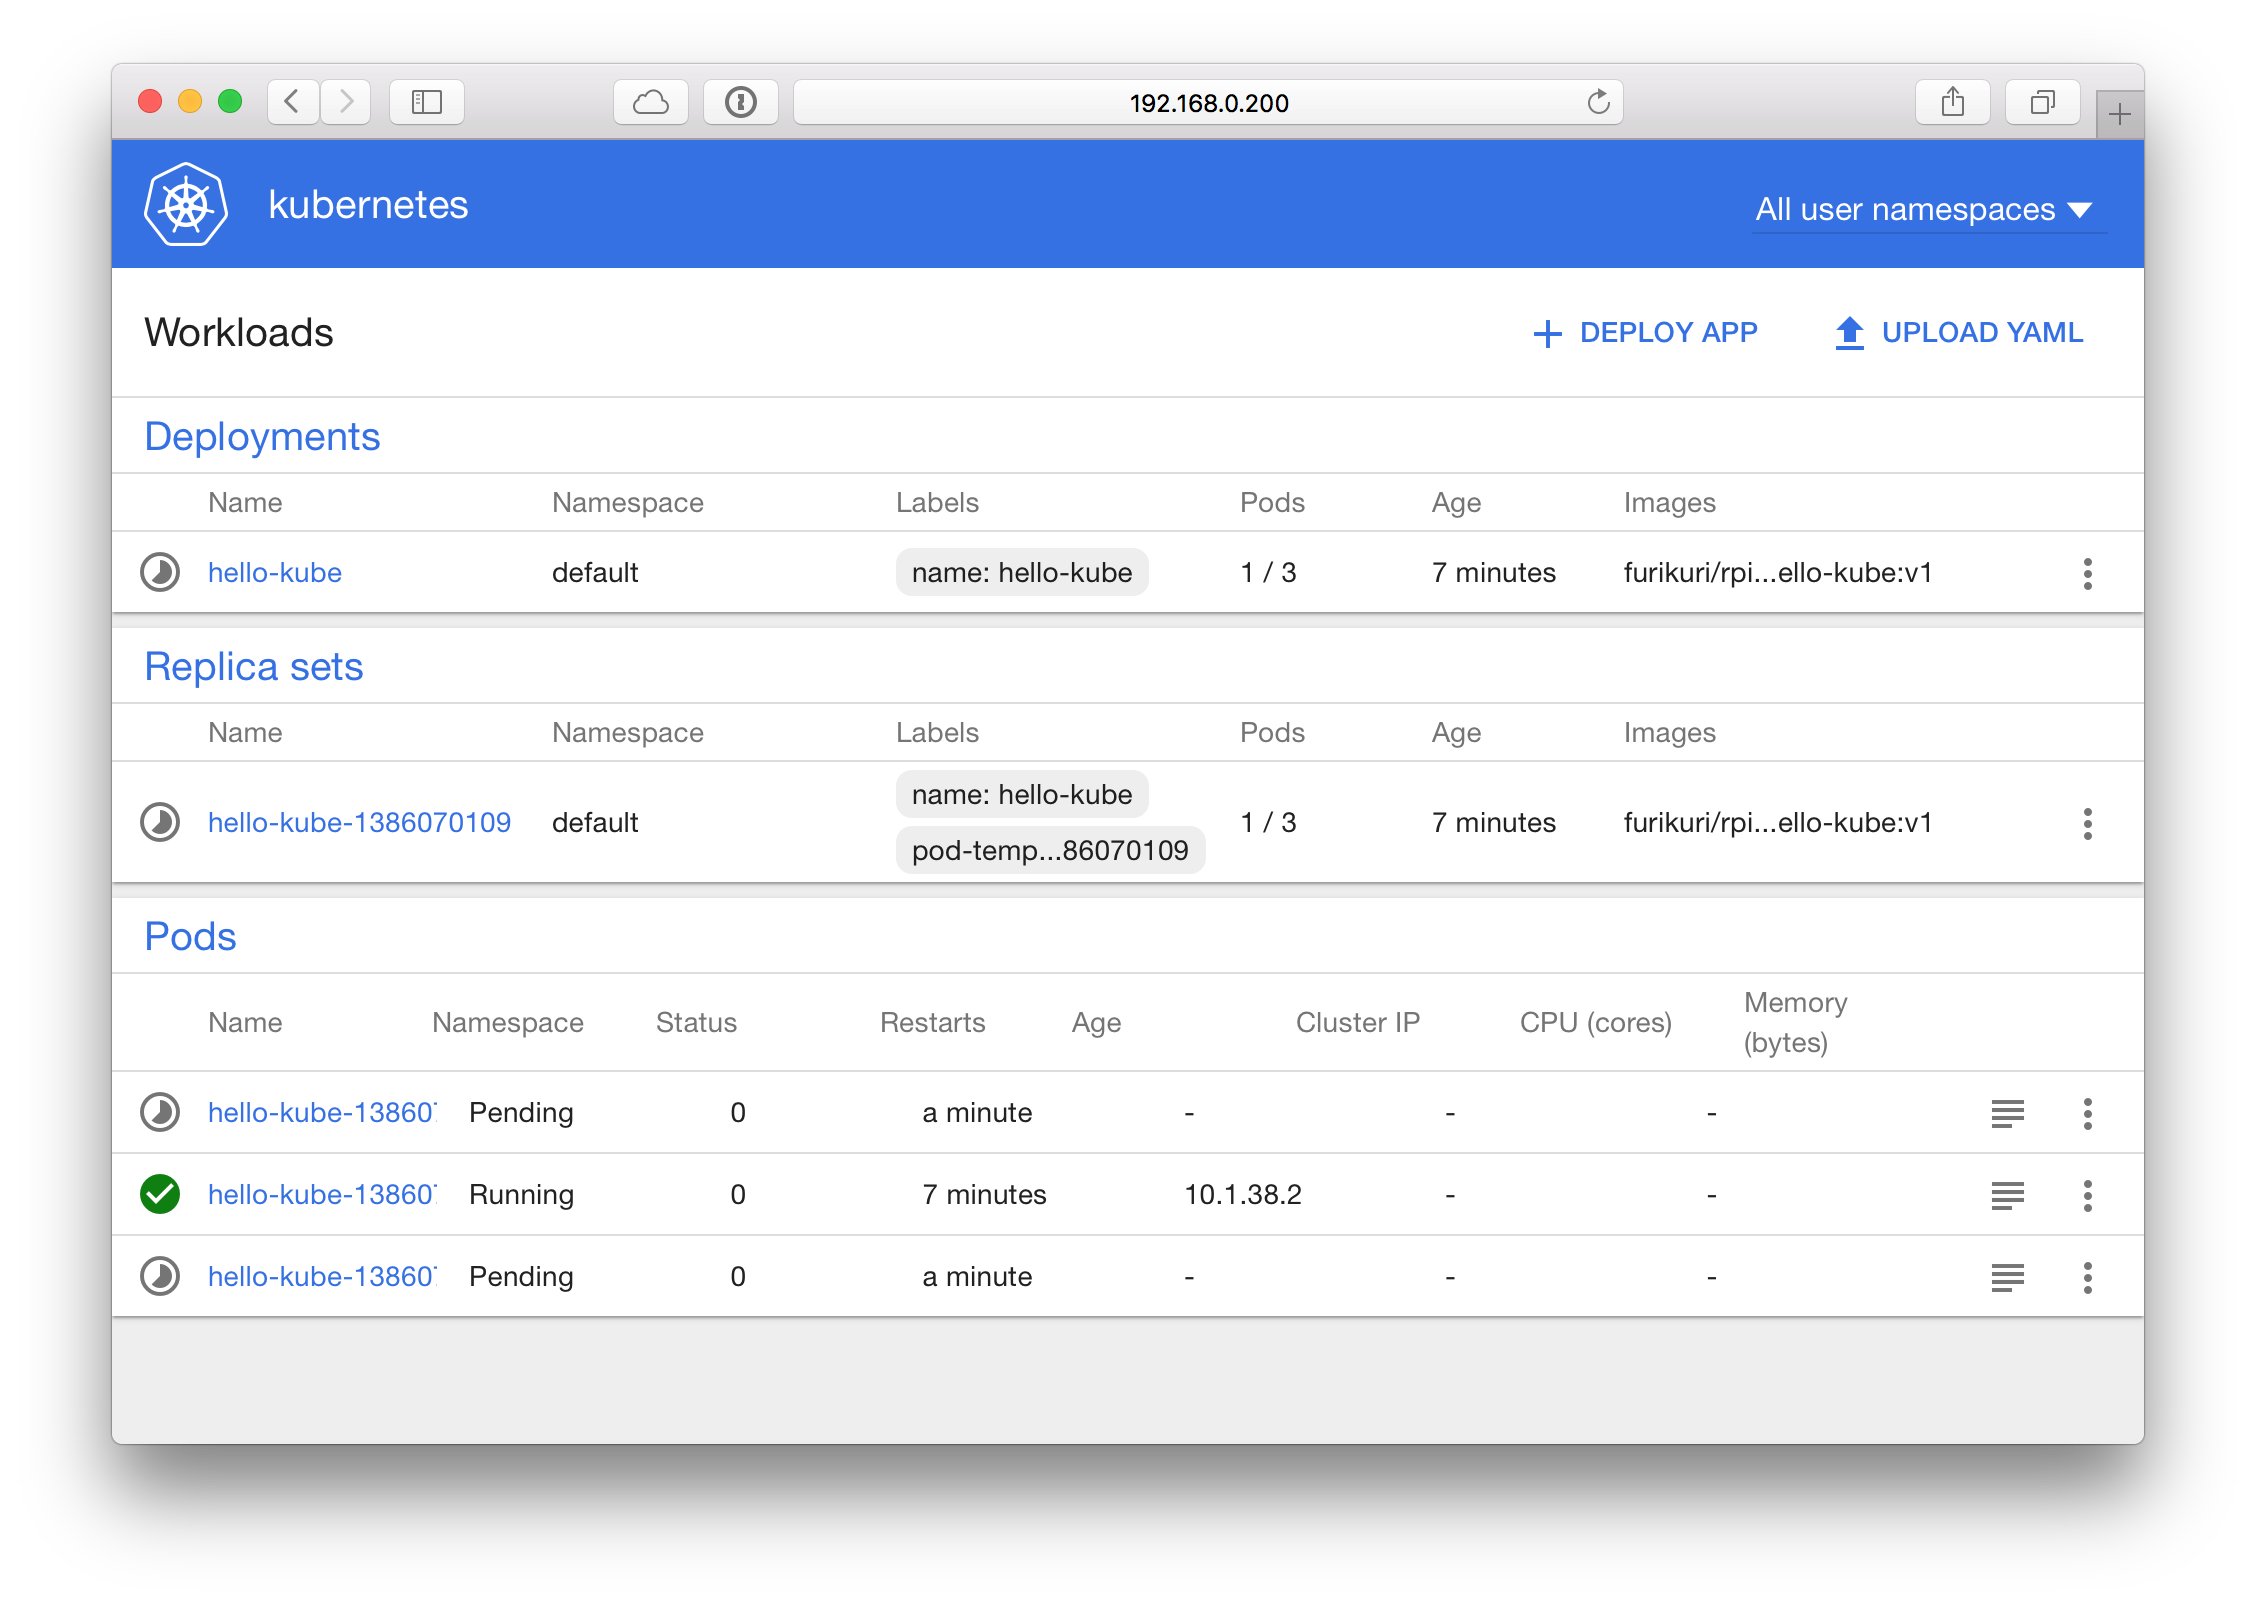 192.168.0.200
kubernetes
All user namespaces
Workloads
DEPLOY APP
UPLOAD YAML
Deployments
Name Namespace Labels Pods Age Images
hello-kube default name: hello-kube 1 / 3 7 minutes furikuri/rpi...ello-kube:v1
Replica sets
Name Namespace Labels Pods Age Images
hello-kube-1386070109 default name: hello-kube 1 / 3 7 minutes furikuri/rpi...ello-kube:v1
pod-temp...86070109
Pods
Name Namespace Status Restarts Age Cluster IP CPU (cores) Memory (bytes)
hello-kube-13860 Pending 0 a minute - - -
hello-kube-13860 Running 0 7 minutes 10.1.38.2 - -
hello-kube-13860 Pending 0 a minute - - -